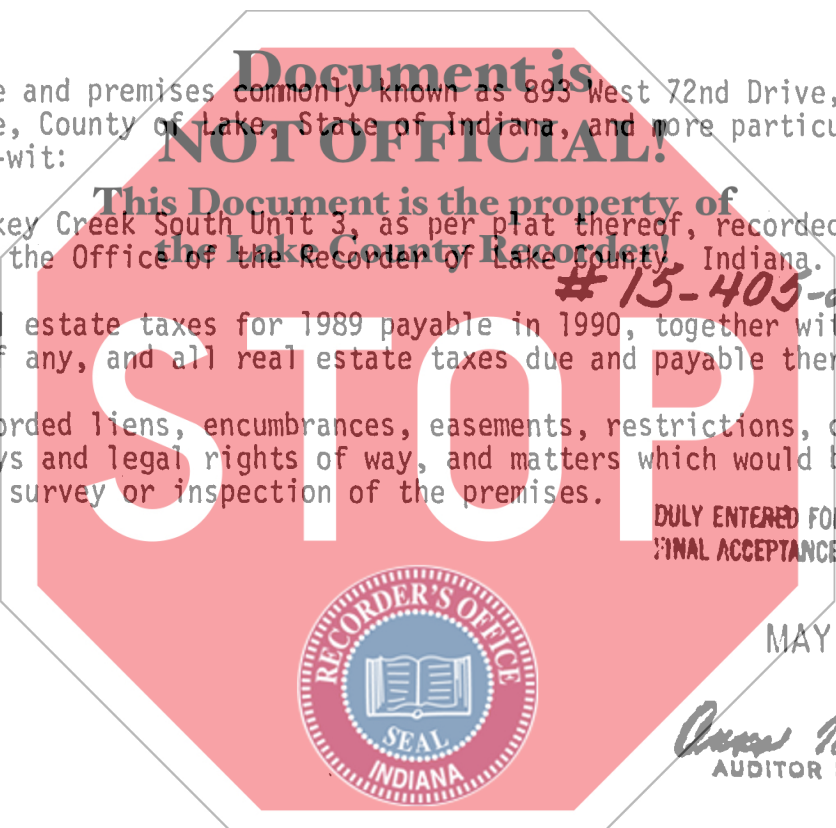 Document is
e and premises commonly known as 893 West 72nd Drive,
e, County of Lake, State of Indiana, and more particu
NOT OFFICIAL!
-wit:
This Document is the property of
key Creek South Unit 3, as per plat thereof, recorded
the Lake County Recorder!
the Office of the Recorder of Lake County, Indiana.
# 15-405-
l estate taxes for 1989 payable in 1990, together wit
f any, and all real estate taxes due and payable ther
STOP
orded liens, encumbrances, easements, restrictions, c
ys and legal rights of way, and matters which would b
survey or inspection of the premises.
DULY ENTERED FOR
FINAL ACCEPTANCE
RECORDER'S OFFICE
MAY
SEAL
INDIANA
AUDITOR